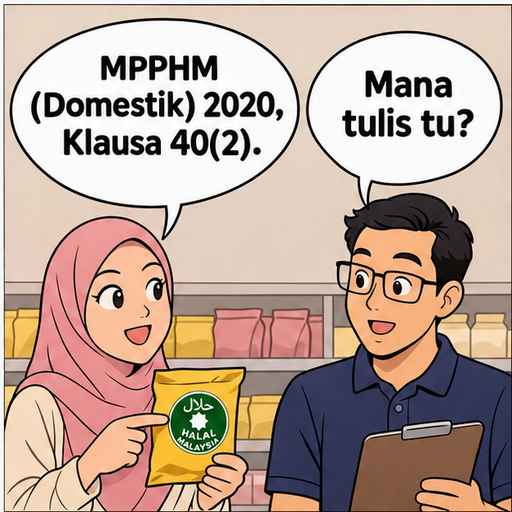 MPPHM
(Domestik) 2020,
Klausa 40(2).
Mana
tulis tu?
حلال
HALAL
MALAYSIA